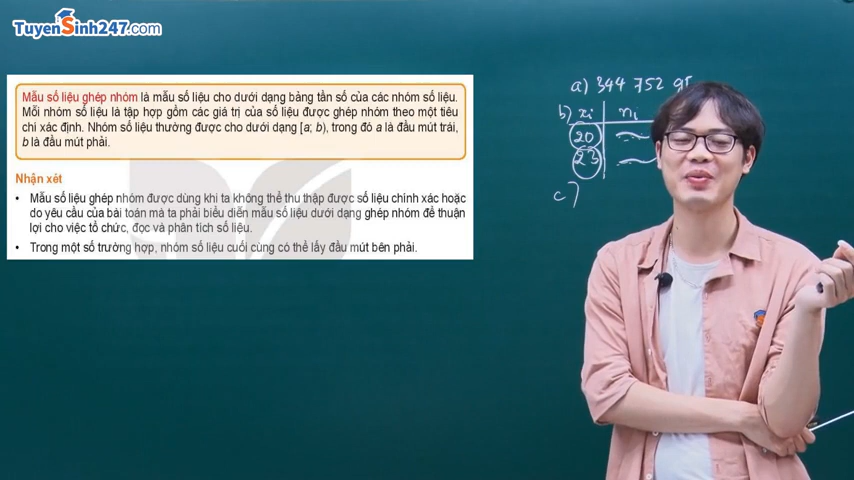 TuyenSinh247.com
Mẫu số liệu ghép nhóm là mẫu số liệu cho dưới dạng bảng tần số của các nhóm số liệu.
Mỗi nhóm số liệu là tập hợp gồm các giá trị của số liệu được ghép nhóm theo một tiêu
chí xác định. Nhóm số liệu thường được cho dưới dạng [a; b), trong đó a là đầu mút trái,
b là đầu mút phải.
Nhận xét
• Mẫu số liệu ghép nhóm được dùng khi ta không thể thu thập được số liệu chính xác hoặc
do yêu cầu của bài toán mà ta phải biểu diễn mẫu số liệu dưới dạng ghép nhóm để thuận
lợi cho việc tổ chức, đọc và phân tích số liệu.
• Trong một số trường hợp, nhóm số liệu cuối cùng có thể lấy đầu mút bên phải.
a) 344 752 95
b) xi ni
20
23
c)